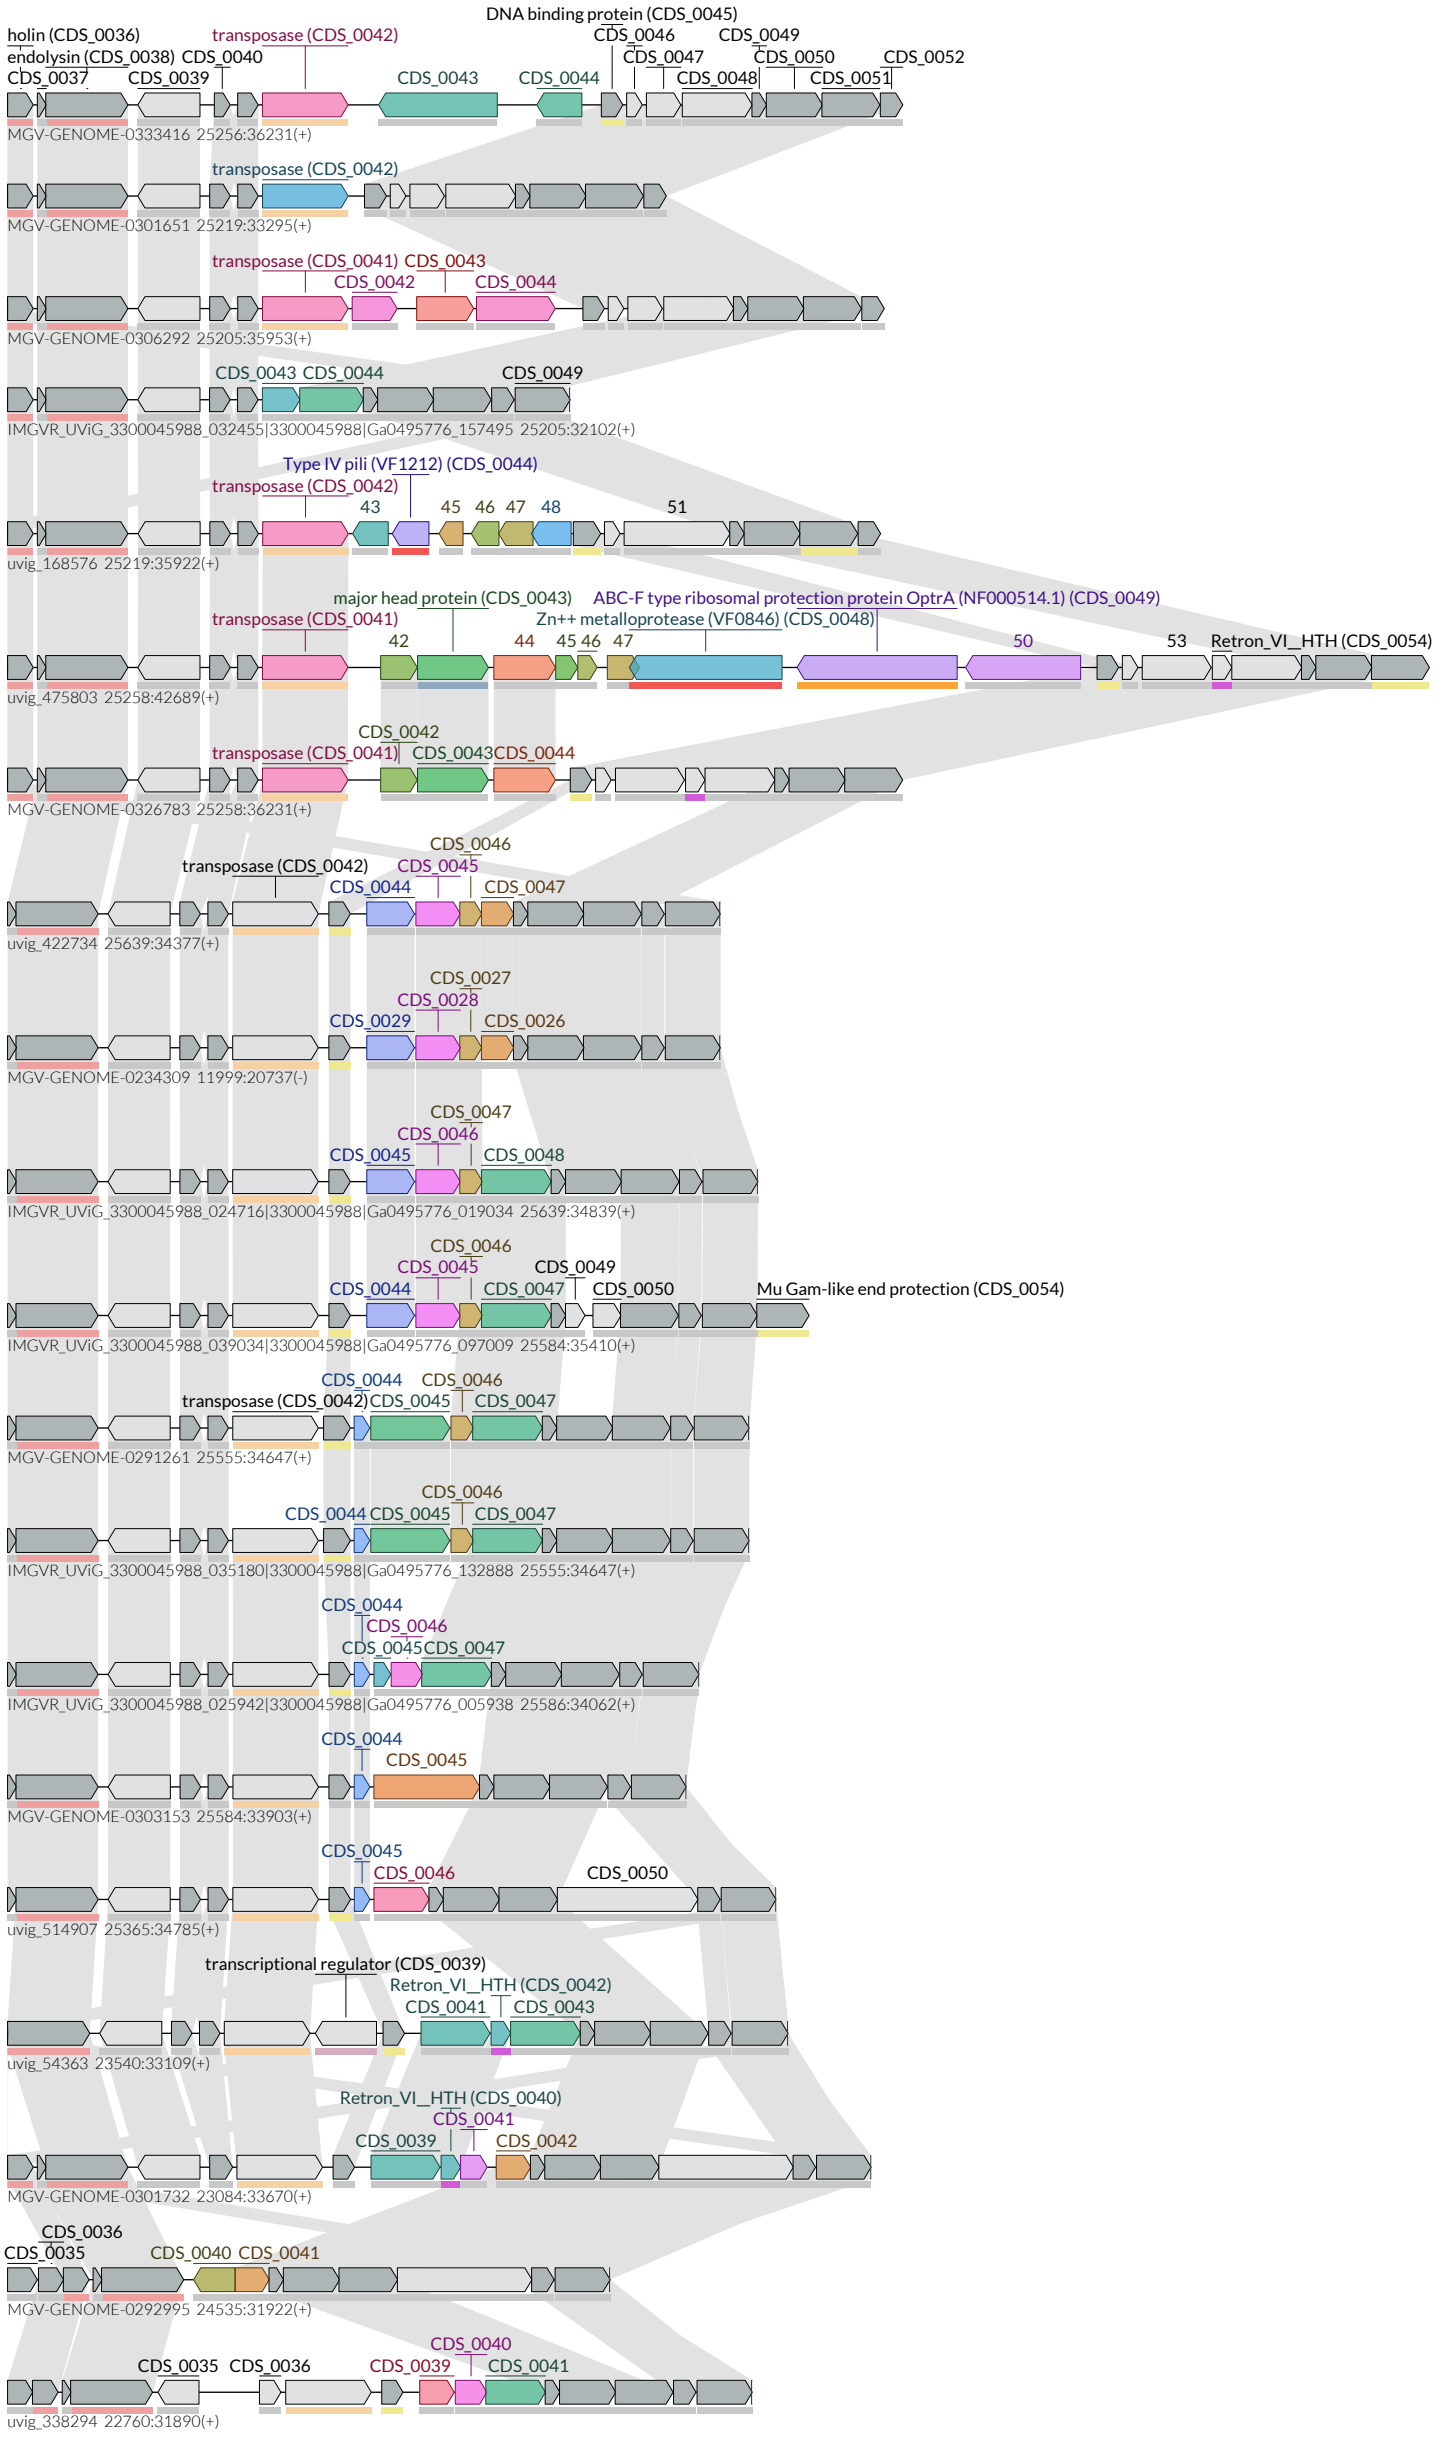 DNA binding protein (CDS_0045)
holin (CDS_0036) transposase (CDS_0042) CDS_0046 CDS_0049
endolysin (CDS_0038) CDS_0040 CDS_0047 CDS_0050 CDS_0052
CDS_0037 CDS_0039 CDS_0043 CDS_0044 CDS_0048 CDS_0051
MGV-GENOME-0333416 25256:36231(+)
transposase (CDS_0042)
MGV-GENOME-0301651 25219:33295(+)
transposase (CDS_0041) CDS_0043
CDS_0042 CDS_0044
MGV-GENOME-0306292 25205:35953(+)
CDS_0043 CDS_0044 CDS_0049
IMGVR_UViG_3300045988_032455|3300045988|Ga0495776_157495 25205:32102(+)
Type IV pili (VF1212) (CDS_0044)
transposase (CDS_0042)
43 45 46 47 48 51
uvig_168576 25219:35922(+)
major head protein (CDS_0043) ABC-F type ribosomal protection protein OptrA (NF000514.1) (CDS_0049)
transposase (CDS_0041) Zn++ metalloprotease (VF0846) (CDS_0048)
42 44 45 46 47 50 53 Retron_VI__HTH (CDS_0054)
uvig_475803 25258:42689(+)
CDS_0042
transposase (CDS_0041) CDS_0043 CDS_0044
MGV-GENOME-0326783 25258:36231(+)
CDS_0046
transposase (CDS_0042) CDS_0045
CDS_0044 CDS_0047
uvig_422734 25639:34377(+)
CDS_0027
CDS_0028
CDS_0029 CDS_0026
MGV-GENOME-0234309 11999:20737(-)
CDS_0047
CDS_0046
CDS_0045 CDS_0048
IMGVR_UViG_3300045988_024716|3300045988|Ga0495776_019034 25639:34839(+)
CDS_0046
CDS_0045 CDS_0049
CDS_0044 CDS_0047 CDS_0050 Mu Gam-like end protection (CDS_0054)
IMGVR_UViG_3300045988_039034|3300045988|Ga0495776_097009 25584:35410(+)
CDS_0044 CDS_0046
transposase (CDS_0042) CDS_0045 CDS_0047
MGV-GENOME-0291261 25555:34647(+)
CDS_0046
CDS_0044 CDS_0045 CDS_0047
IMGVR_UViG_3300045988_035180|3300045988|Ga0495776_132888 25555:34647(+)
CDS_0044
CDS_0046
CDS_0045 CDS_0047
IMGVR_UViG_3300045988_025942|3300045988|Ga0495776_005938 25586:34062(+)
CDS_0044
CDS_0045
MGV-GENOME-0303153 25584:33903(+)
CDS_0045
CDS_0046 CDS_0050
uvig_514907 25365:34785(+)
transcriptional regulator (CDS_0039)
Retron_VI__HTH (CDS_0042)
CDS_0041 CDS_0043
uvig_54363 23540:33109(+)
Retron_VI__HTH (CDS_0040)
CDS_0041
CDS_0039 CDS_0042
MGV-GENOME-0301732 23084:33670(+)
CDS_0036
CDS_0035 CDS_0040 CDS_0041
MGV-GENOME-0292995 24535:31922(+)
CDS_0040
CDS_0035 CDS_0036 CDS_0039 CDS_0041
uvig_338294 22760:31890(+)